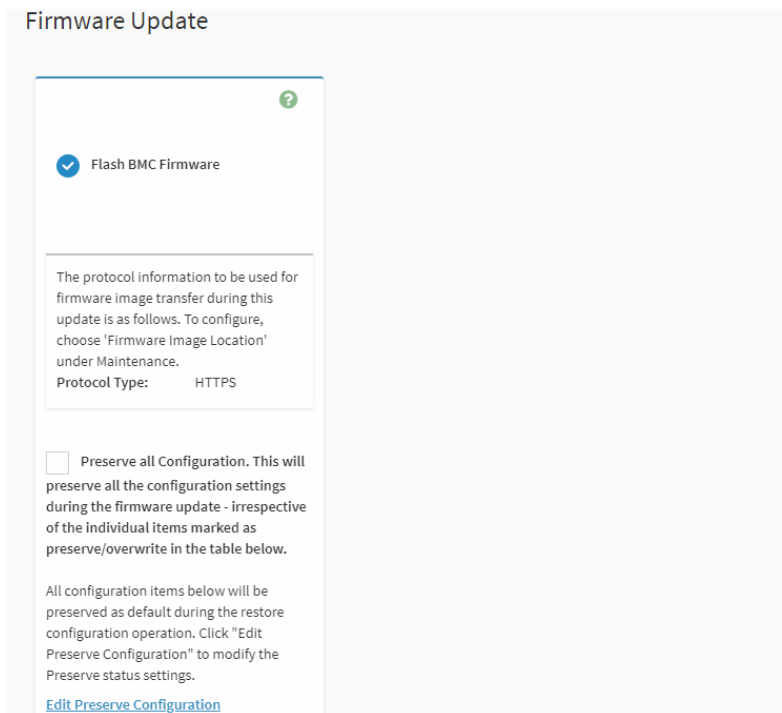 Firmware Update
?
Flash BMC Firmware
The protocol information to be used for
firmware image transfer during this
update is as follows. To configure,
choose 'Firmware Image Location'
under Maintenance.
Protocol Type: HTTPS
Preserve all Configuration. This will
preserve all the configuration settings
during the firmware update - irrespective
of the individual items marked as
preserve/overwrite in the table below.
All configuration items below will be
preserved as default during the restore
configuration operation. Click "Edit
Preserve Configuration" to modify the
Preserve status settings.
Edit Preserve Configuration